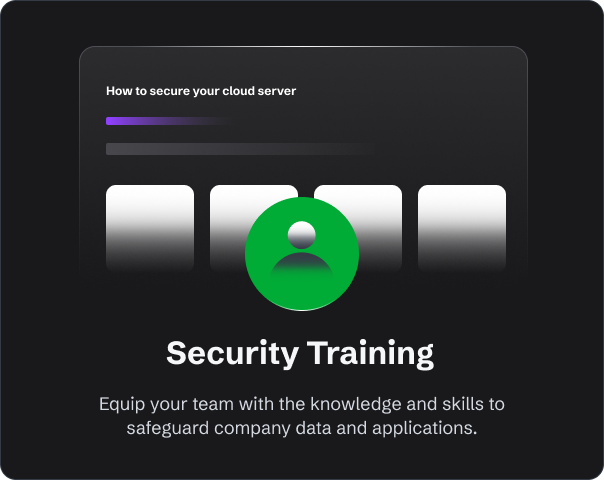 How to secure your cloud server
Security Training
Equip your team with the knowledge and skills to
safeguard company data and applications.